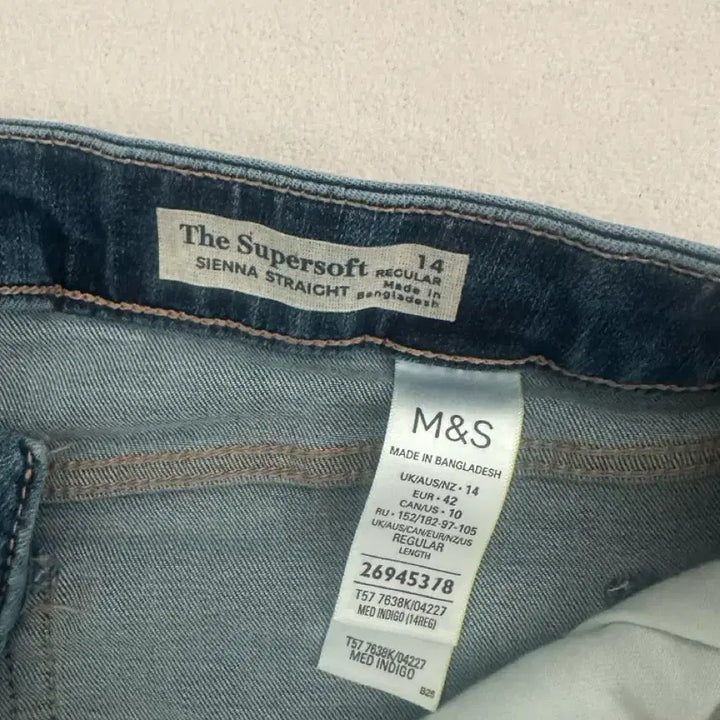 The Supersoft 14
SIENNA STRAIGHT REGULAR
Made in
Bangladesh
M&S
MADE IN BANGLADESH
UK/AUS/NZ • 14
EUR • 42
CAN/US • 10
RU • 152/182-97-105
UK/AUS/CAN/EUR/NZ/US
REGULAR
LENGTH
26945378
T57 7638K/04227
MED INDIGO (14REG)
T57 7638K/04227
MED INDIGO
B25